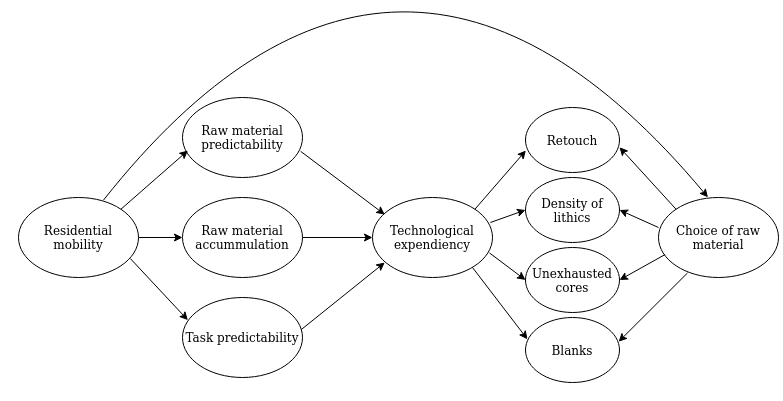 Raw material
predictability
Retouch
Density of
lithics
Residential
mobility
Raw material
accummulation
Technological
expendiency
Choice of raw
material
Unexhausted
cores
Task predictability
Blanks